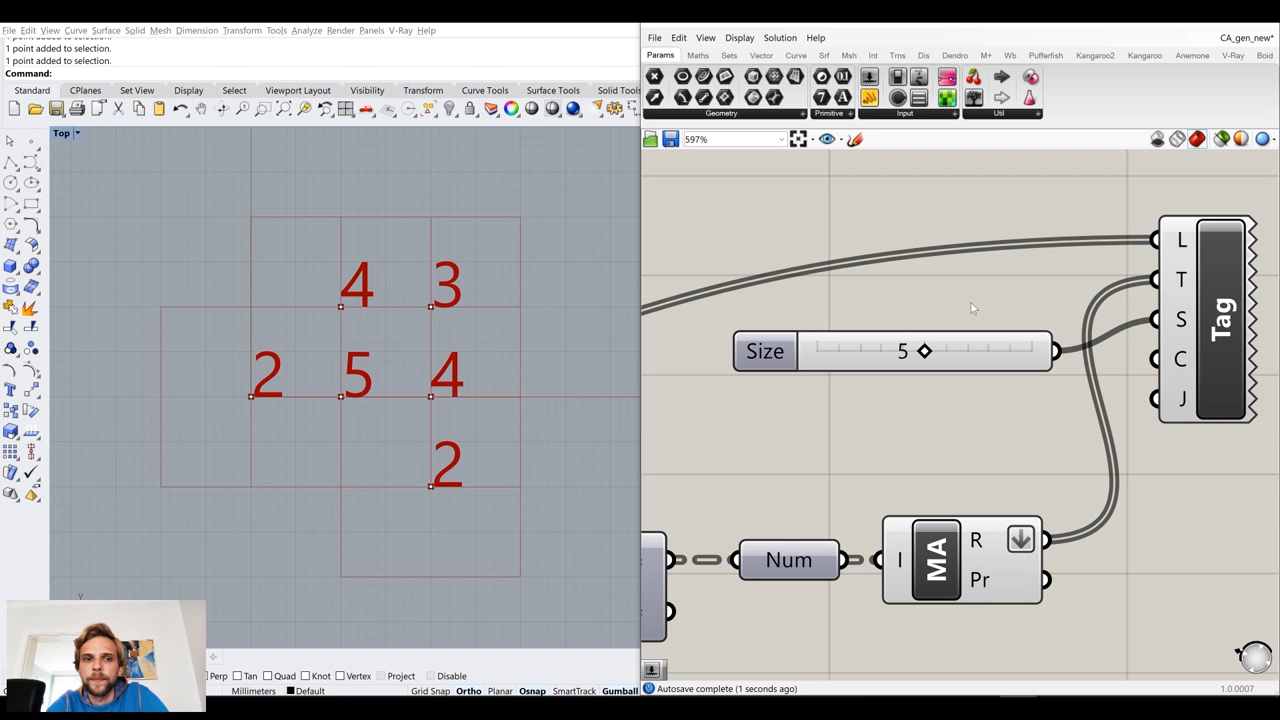 File Edit View Curve Surface Solid Mesh Dimension Transform Tools Analyze Render Panels V-Ray Help
1 point added to selection.
1 point added to selection.
Command:
Standard CPlanes Set View Display Select Viewport Layout Visibility Transform Curve Tools Surface Tools Solid Tools
Top
4 3
2 5 4
2
y
Perp Tan Quad Knot Vertex Project Disable
Millimeters Default Grid Snap Ortho Planar Osnap SmartTrack Gumball
File Edit View Display Solution Help CA_gen_new*
Params Maths Sets Vector Curve Srf Msh Int Trns Dis Dendro M+ Wb Pufferfish Kangaroo2 Kangaroo Anemone V-Ray Boid
Geometry Primitive Input Util
597%
L
T
S
C
J
Tag
Size 5
Num
I MA R
Pr
Autosave complete (1 seconds ago) 1.0.0007